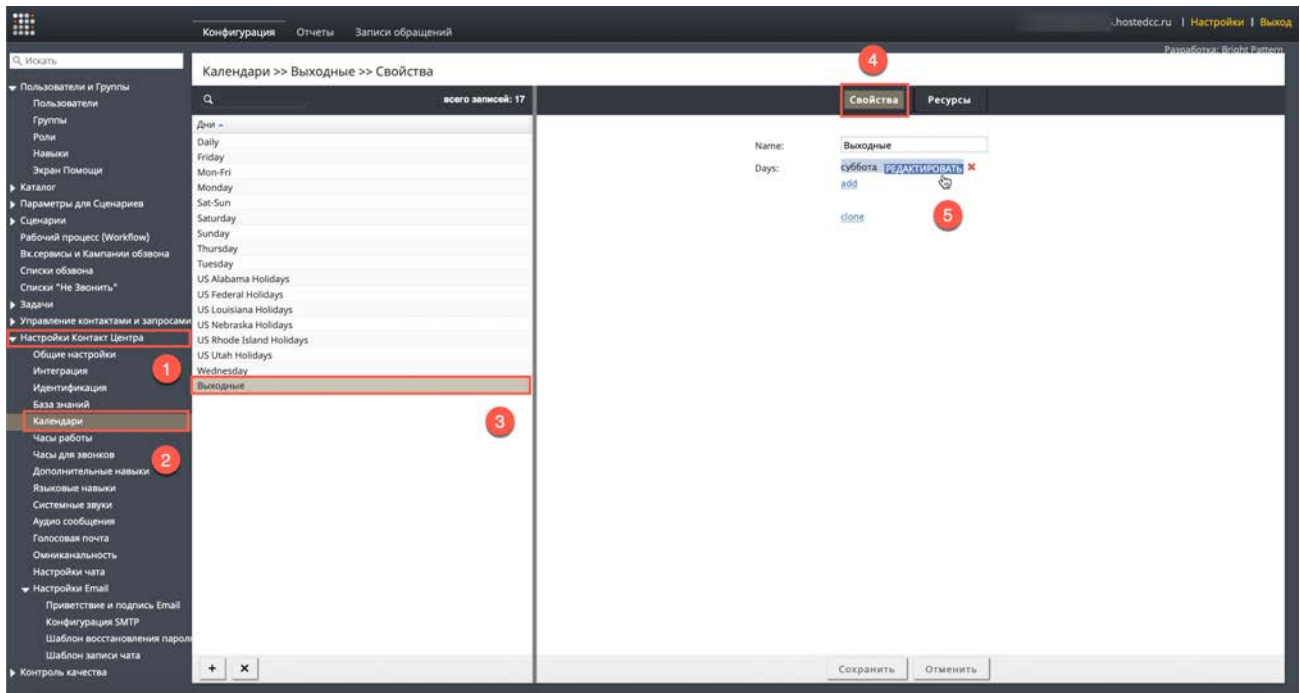 Конфигурация Отчеты Записи обращений
.hostedcc.ru | Настройки | Выход
Разработка: Bright Pattern
Искать
Пользователи и Группы
Пользователи
Группы
Роли
Навыки
Экран Помощи
Каталог
Параметры для Сценариев
Сценарии
Рабочий процесс (Workflow)
Вх.сервисы и Кампании обзвона
Списки обзвона
Списки "Не Звонить"
Задачи
Управление контактами и запросами
Настройки Контакт Центра
Общие настройки
Интеграция
Идентификация
База знаний
Календари
Часы работы
Часы для звонков
Дополнительные навыки
Языковые навыки
Системные звуки
Аудио сообщения
Голосовая почта
Омниканальность
Настройки чата
Настройки Email
Приветствие и подпись Email
Конфигурация SMTP
Шаблон восстановления парол
Шаблон записи чата
Контроль качества
1
2
Календари >> Выходные >> Свойства
всего записей: 17
Дни
Daily
Friday
Mon-Fri
Monday
Sat-Sun
Saturday
Sunday
Thursday
Tuesday
US Alabama Holidays
US Federal Holidays
US Louisiana Holidays
US Nebraska Holidays
US Rhode Island Holidays
US Utah Holidays
Wednesday
Выходные
3
+ x
4
Свойства Ресурсы
Name: Выходные
Days: суббота РЕДАКТИРОВАТЬ
add
clone
5
Сохранить Отменить